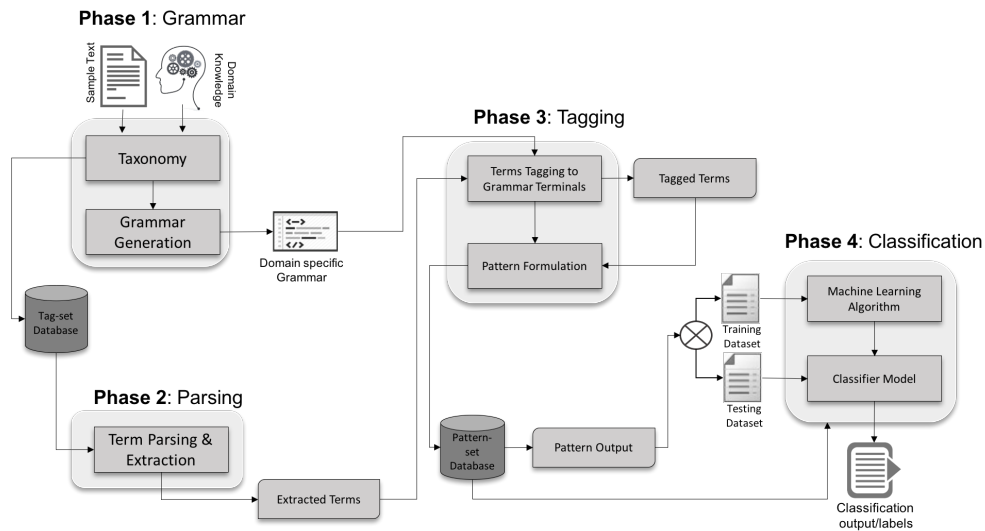 Phase 1: Grammar
Sample Text
Domain
Knowledge
Taxonomy
Grammar
Generation
<-->
</>
Domain specific
Grammar
Tag-set
Database
Phase 2: Parsing
Term Parsing &
Extraction
Extracted Terms
Phase 3: Tagging
Terms Tagging to
Grammar Terminals
Tagged Terms
Pattern Formulation
Pattern-
set
Database
Pattern Output
Phase 4: Classification
Training
Dataset
Testing
Dataset
Machine Learning
Algorithm
Classifier Model
Classification
output/labels